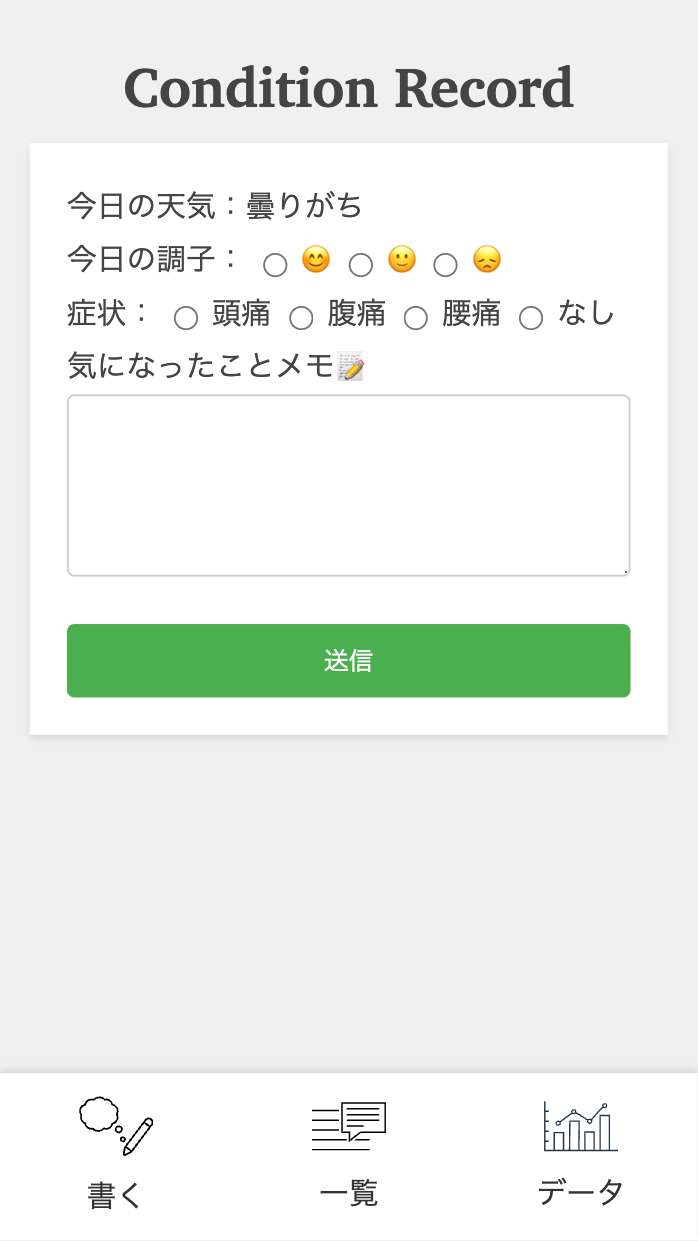 Condition Record
今日の天気：曇りがち
今日の調子： 😊 🙂 😞
症状： 頭痛 腹痛 腰痛 なし
気になったことメモ📝
送信
書く 一覧 データ